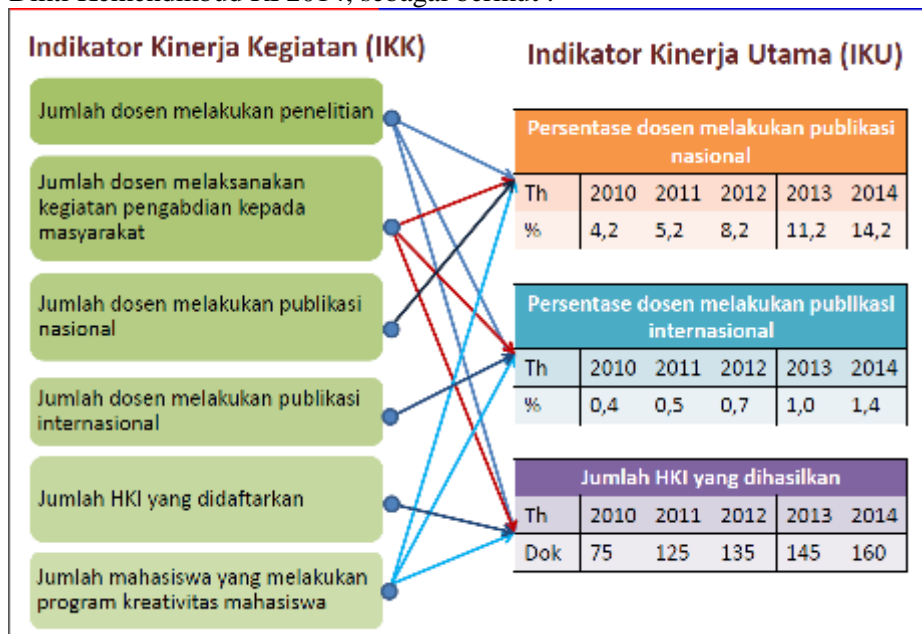 Indikator Kinerja Kegiatan (IKK)
Jumlah dosen melakukan penelitian
Jumlah dosen melaksanakan
kegiatan pengabdian kepada
masyarakat
Jumlah dosen melakukan publikasi
nasional
Jumlah dosen melakukan publikasi
internasional
Jumlah HKI yang didaftarkan
Jumlah mahasiswa yang melakukan
program kreativitas mahasiswa
Indikator Kinerja Utama (IKU)
Persentase dosen melakukan publikasi
nasional
Th 2010 2011 2012 2013 2014
% 4,2 5,2 8,2 11,2 14,2
Persentase dosen melakukan publikasi
internasional
Th 2010 2011 2012 2013 2014
% 0,4 0,5 0,7 1,0 1,4
Jumlah HKI yang dihasilkan
Th 2010 2011 2012 2013 2014
Dok 75 125 135 145 160